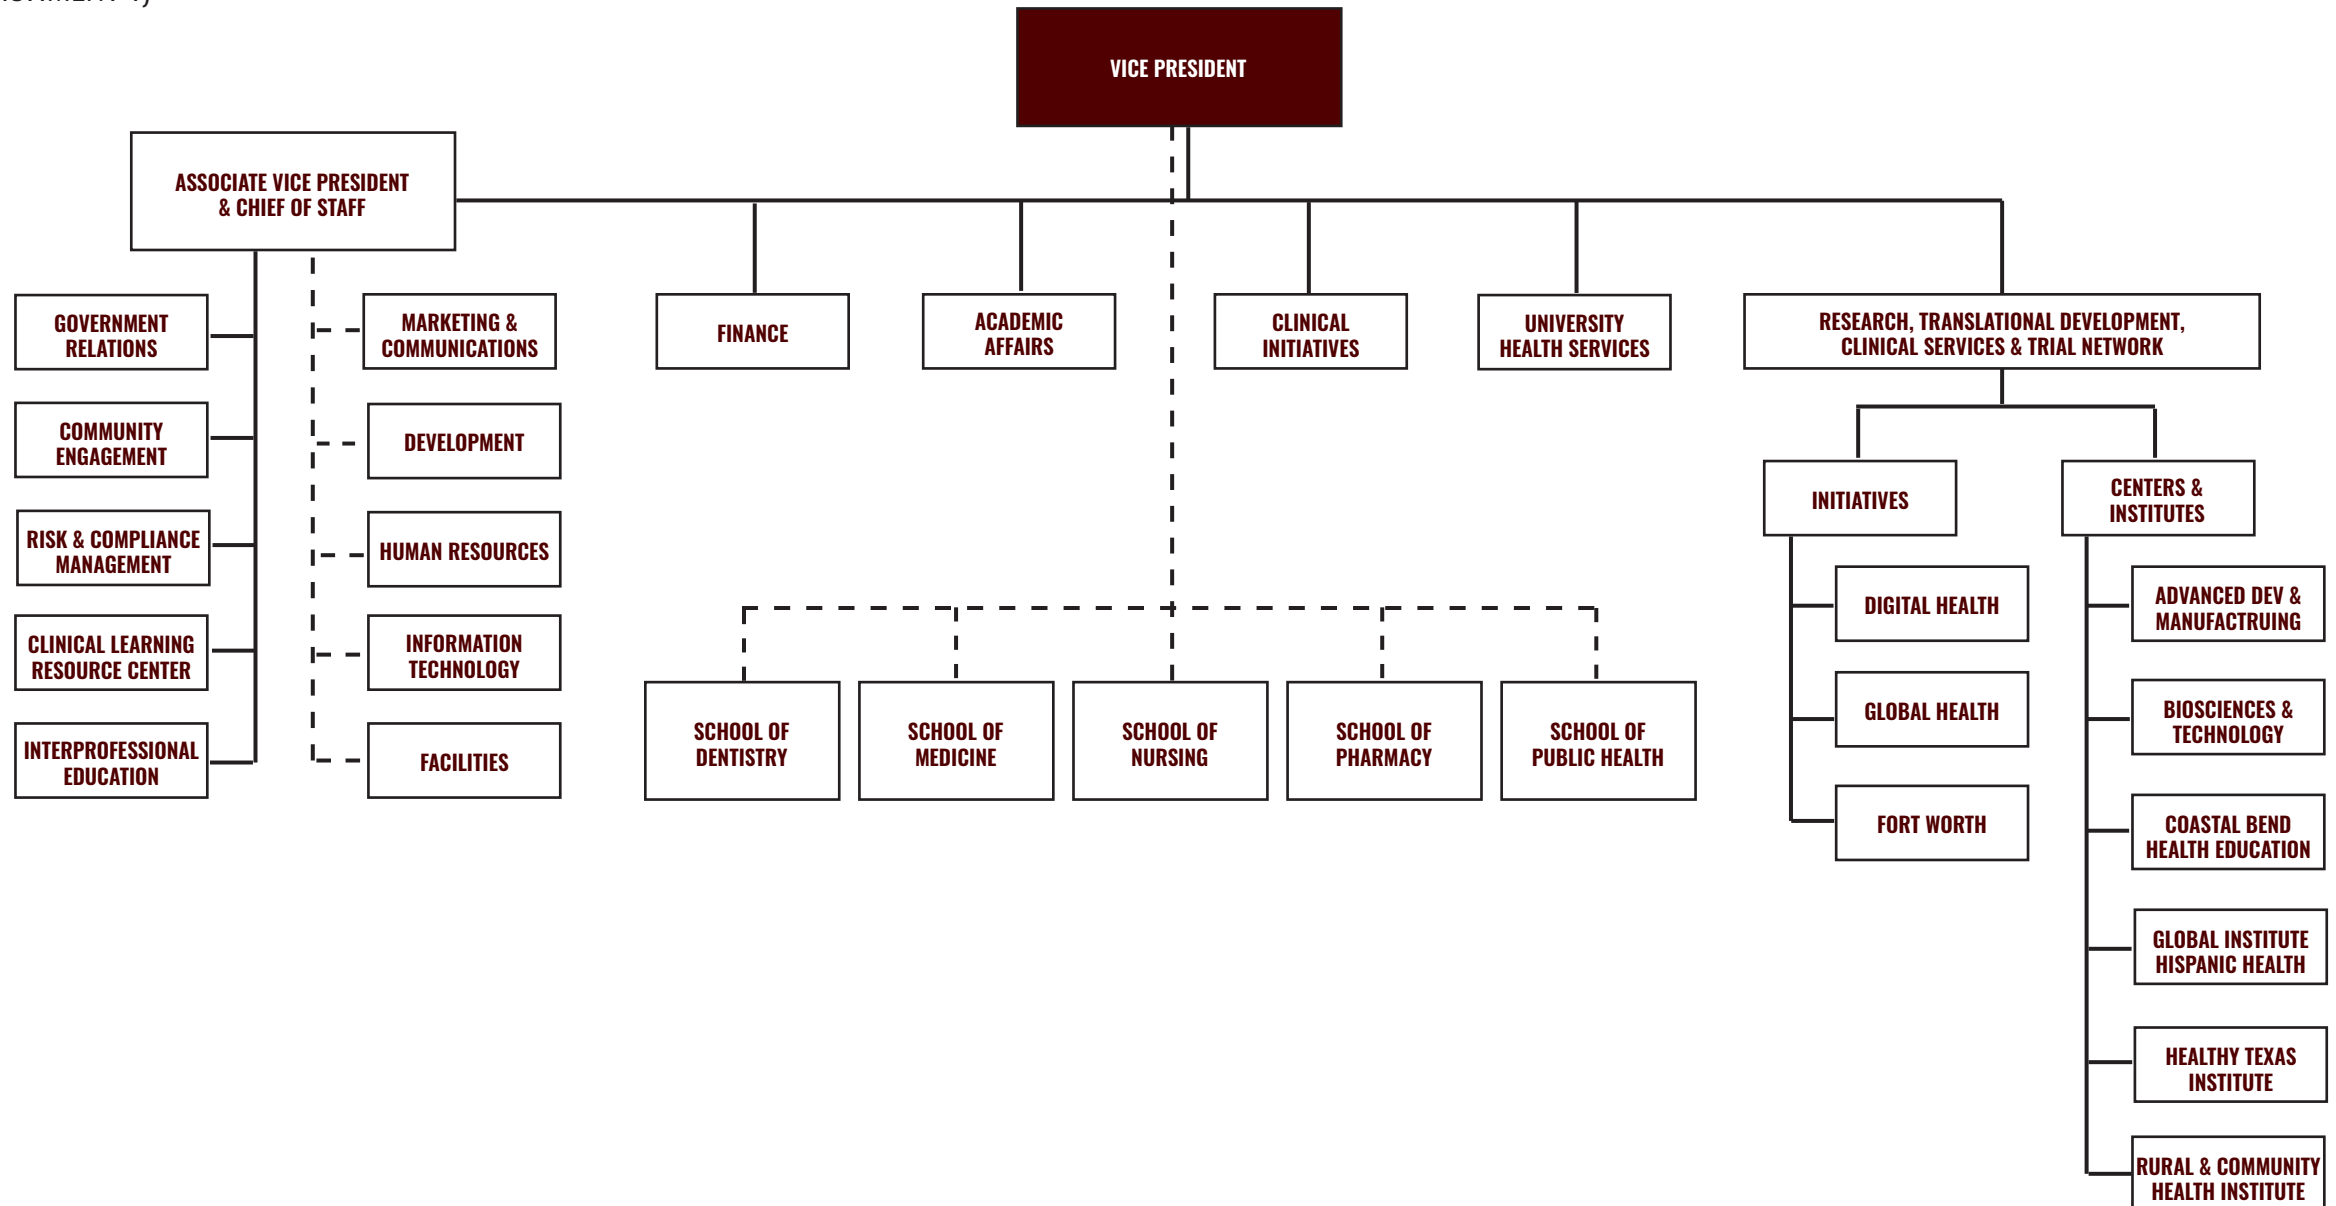 VICE PRESIDENT
ASSOCIATE VICE PRESIDENT
& CHIEF OF STAFF
GOVERNMENT
RELATIONS
COMMUNITY
ENGAGEMENT
RISK & COMPLIANCE
MANAGEMENT
CLINICAL LEARNING
RESOURCE CENTER
INTERPROFESSIONAL
EDUCATION
MARKETING &
COMMUNICATIONS
DEVELOPMENT
HUMAN RESOURCES
INFORMATION
TECHNOLOGY
FACILITIES
FINANCE
ACADEMIC
AFFAIRS
CLINICAL
INITIATIVES
UNIVERSITY
HEALTH SERVICES
RESEARCH, TRANSLATIONAL DEVELOPMENT,
CLINICAL SERVICES & TRIAL NETWORK
SCHOOL OF
DENTISTRY
SCHOOL OF
MEDICINE
SCHOOL OF
NURSING
SCHOOL OF
PHARMACY
SCHOOL OF
PUBLIC HEALTH
INITIATIVES
DIGITAL HEALTH
GLOBAL HEALTH
FORT WORTH
CENTERS &
INSTITUTES
ADVANCED DEV &
MANUFACTRUING
BIOSCIENCES &
TECHNOLOGY
COASTAL BEND
HEALTH EDUCATION
GLOBAL INSTITUTE
HISPANIC HEALTH
HEALTHY TEXAS
INSTITUTE
RURAL & COMMUNITY
HEALTH INSTITUTE